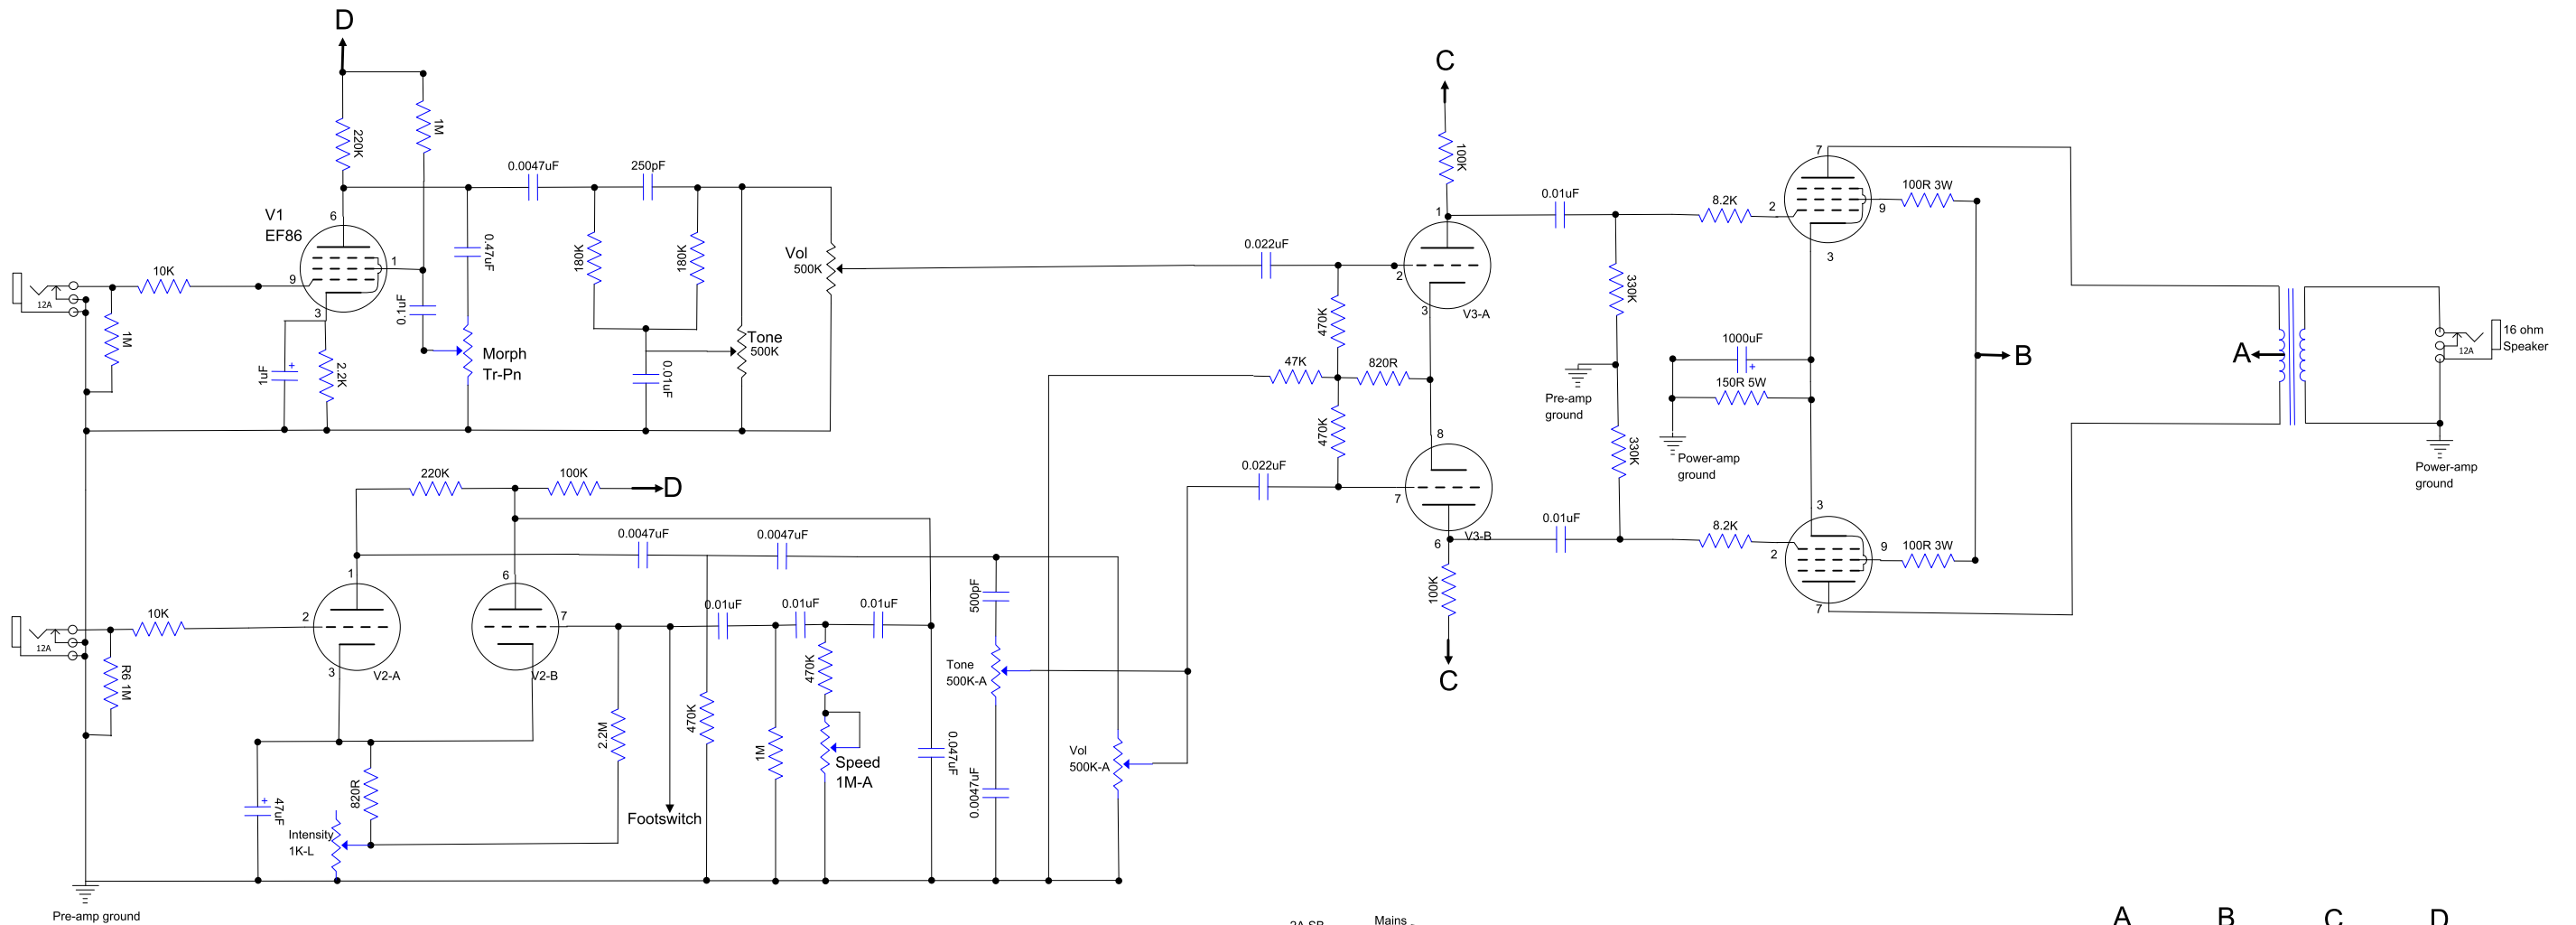 D
C
220K
1M
0.0047uF
250pF
V1
EF86
6
1
9
3
10K
12A
1M
1uF
+
2.2K
0.1uF
0.47uF
Morph
Tr-Pn
180K
180K
0.01uF
Tone
500K
Vol
500K
0.022uF
100K
1
2
3
V3-A
470K
47K
820R
470K
0.01uF
330K
Pre-amp
ground
330K
8.2K
7
2
9
3
100R 3W
1000uF
+
150R 5W
Power-amp
ground
B
A
12A
16 ohm
Speaker
Power-amp
ground
220K
100K
D
0.0047uF
0.0047uF
0.022uF
8
7
6
V3-B
100K
C
0.01uF
8.2K
3
2
9
7
100R 3W
12A
10K
R6 1M
1
2
3
V2-A
6
7
V2-B
0.01uF
0.01uF
0.01uF
47uF
+
820R
Intensity
1K-L
2.2M
Footswitch
470K
1M
470K
Speed
1M-A
0.047uF
500pF
Tone
500K-A
0.0047uF
Vol
500K-A
Pre-amp ground
Mains
A
B
C
D